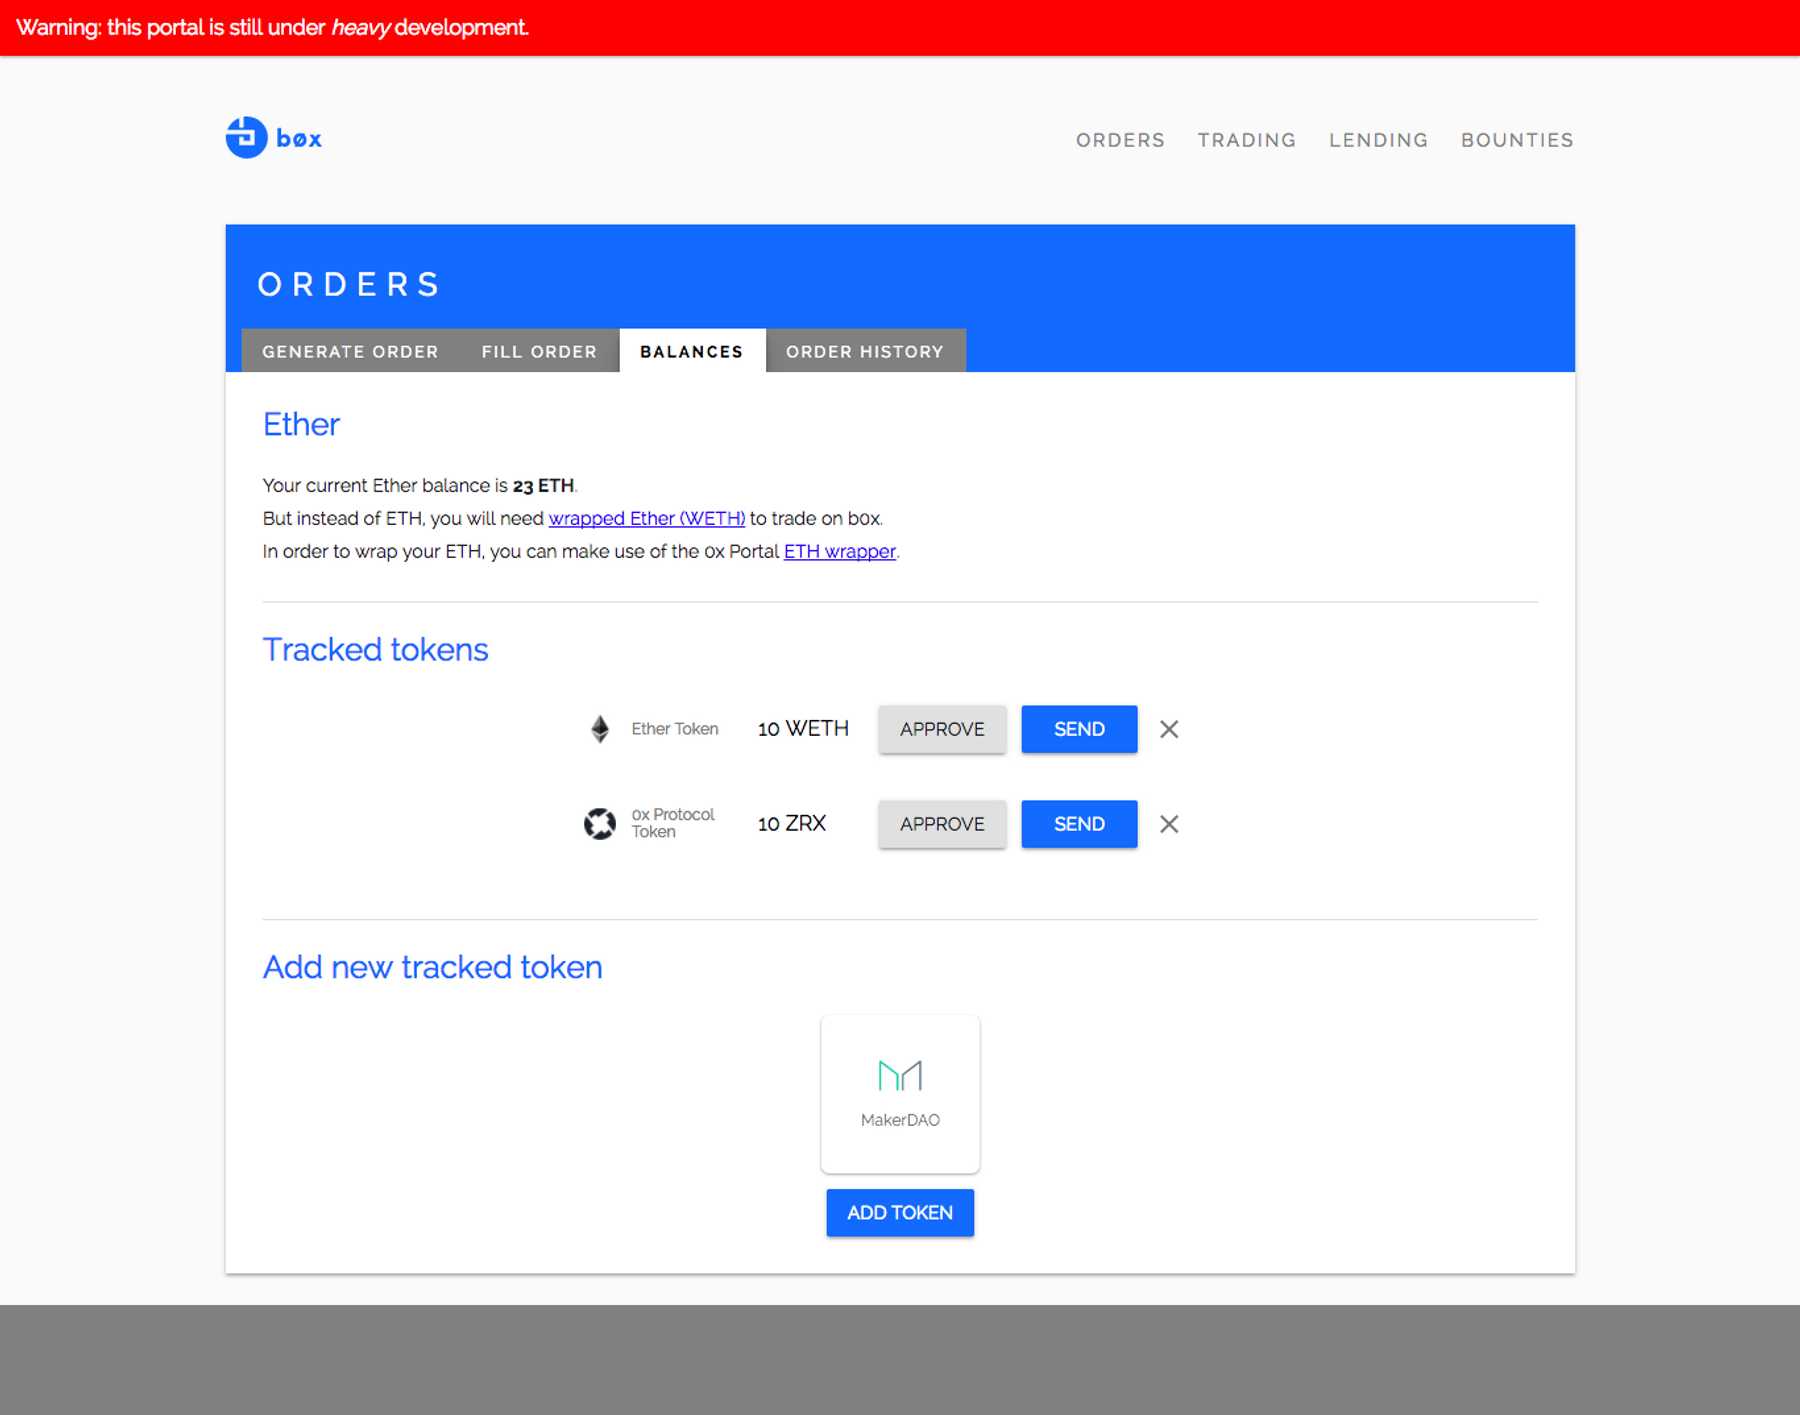 Warning: this portal is still under heavy development.
bøx
ORDERS TRADING LENDING BOUNTIES
ORDERS
GENERATE ORDER FILL ORDER BALANCES ORDER HISTORY
Ether
Your current Ether balance is 23 ETH.
But instead of ETH, you will need wrapped Ether (WETH) to trade on b0x.
In order to wrap your ETH, you can make use of the 0x Portal ETH wrapper.
Tracked tokens
Ether Token 10 WETH APPROVE SEND
0x Protocol
Token
10 ZRX APPROVE SEND
Add new tracked token
MakerDAO
ADD TOKEN